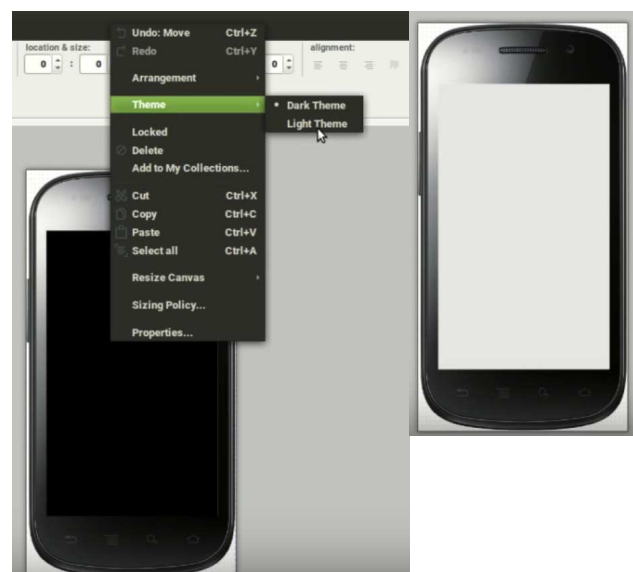 Undo: Move Ctrl+Z
Redo Ctrl+Y
location & size:
0 : 0 0
alignment:
Arrangement
Theme
Dark Theme
Light Theme
Locked
Delete
Add to My Collections...
Cut Ctrl+X
Copy Ctrl+C
Paste Ctrl+V
Select all Ctrl+A
Resize Canvas
Sizing Policy...
Properties...